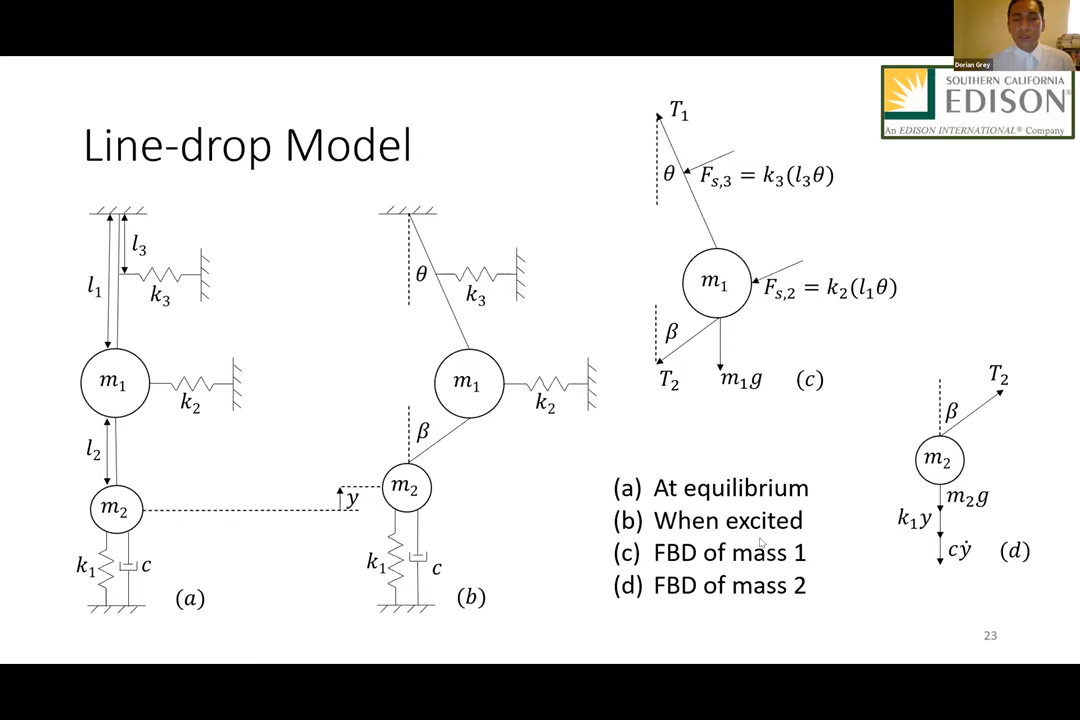 Dorian Grey
SOUTHERN CALIFORNIA
EDISON®
An EDISON INTERNATIONAL® Company
Line-drop Model
l₁
l₃
k₃
m₁
k₂
l₂
m₂
k₁
c
(a)
θ
k₃
m₁
k₂
β
m₂
y
k₁
c
(b)
T₁
θ
F_{s,3} = k₃(l₃θ)
m₁
F_{s,2} = k₂(l₁θ)
β
T₂
m₁g
(c)
T₂
β
m₂
m₂g
k₁y
cẏ
(d)
(a) At equilibrium
(b) When excited
(c) FBD of mass 1
(d) FBD of mass 2
23